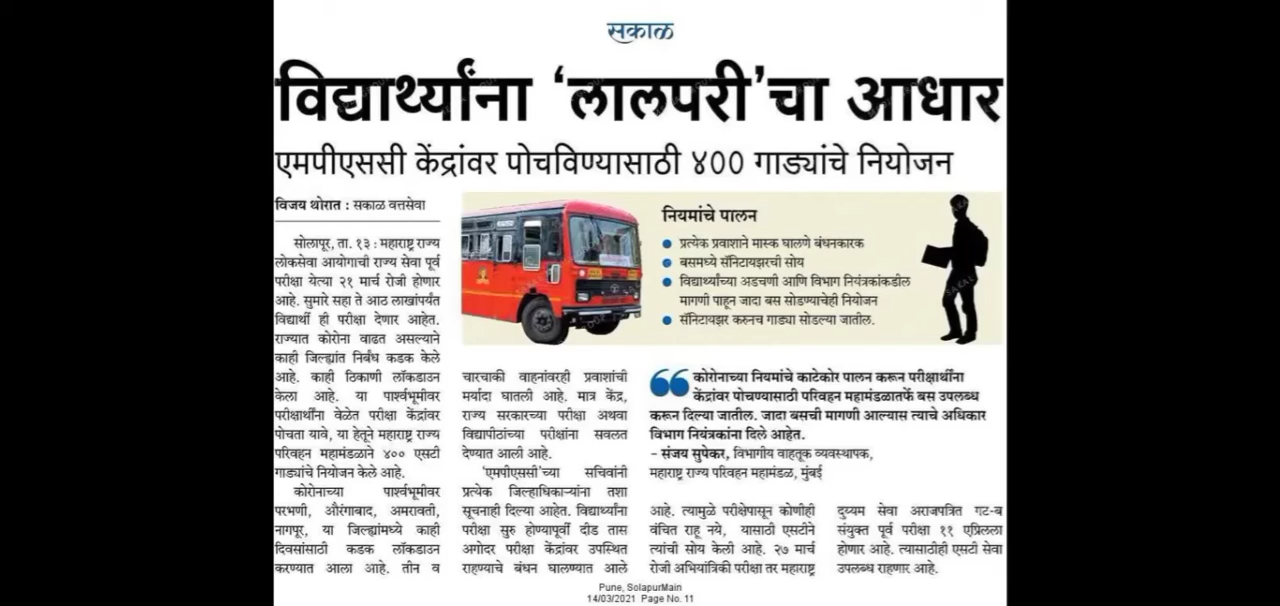 सकाळ
विद्यार्थ्यांना ‘लालपरी’चा आधार
एमपीएससी केंद्रांवर पोचविण्यासाठी ४०० गाड्यांचे नियोजन
विजय थोरात : सकाळ वत्तसेवा
सोलापूर, ता. १३ : महाराष्ट्र राज्य
लोकसेवा आयोगाची राज्य सेवा पूर्व
परीक्षा येत्या २१ मार्च रोजी होणार
आहे. सुमारे सहा ते आठ लाखांपर्यंत
विद्यार्थी ही परीक्षा देणार आहेत.
राज्यात कोरोना वाढत असल्याने
काही जिल्ह्यांत निर्बंध कडक केले
आहे. काही ठिकाणी लॉकडाउन
केला आहे. या पार्श्वभूमीवर
परीक्षार्थींना वेळेत परीक्षा केंद्रांवर
पोचता यावे, या हेतूने महाराष्ट्र राज्य
परिवहन महामंडळाने ४०० एसटी
गाड्यांचे नियोजन केले आहे.
कोरोनाच्या पार्श्वभूमीवर
परभणी, औरंगाबाद, अमरावती,
नागपूर, या जिल्ह्यांमध्ये काही
दिवसांसाठी कडक लॉकडाउन
करण्यात आला आहे. तीन व
नियमांचे पालन
प्रत्येक प्रवाशाने मास्क घालणे बंधनकारक
बसमध्ये सॅनिटायझरची सोय
विद्यार्थ्यांच्या अडचणी आणि विभाग नियंत्रकांकडील
मागणी पाहून जादा बस सोडण्याचेही नियोजन
सॅनिटायझर करुनच गाड्या सोडल्या जातील.
चारचाकी वाहनांवरही प्रवाशांची
मर्यादा घातली आहे. मात्र केंद्र,
राज्य सरकारच्या परीक्षा अथवा
विद्यापीठांच्या परीक्षांना सवलत
देण्यात आली आहे.
‘एमपीएससी’च्या सचिवांनी
प्रत्येक जिल्हाधिकाऱ्यांना तशा
सूचनाही दिल्या आहेत. विद्यार्थ्यांना
परीक्षा सुरु होण्यापूर्वी दीड तास
अगोदर परीक्षा केंद्रांवर उपस्थित
राहण्याचे बंधन घालण्यात आले
कोरोनाच्या नियमांचे काटेकोर पालन करून परीक्षार्थींना
केंद्रांवर पोचण्यासाठी परिवहन महामंडळातर्फे बस उपलब्ध
करून दिल्या जातील. जादा बसची मागणी आल्यास त्याचे अधिकार
विभाग नियंत्रकांना दिले आहेत.
- संजय सुपेकर, विभागीय वाहतूक व्यवस्थापक,
महाराष्ट्र राज्य परिवहन महामंडळ, मुंबई
आहे. त्यामुळे परीक्षेपासून कोणीही
वंचित राहू नये, यासाठी एसटीने
त्यांची सोय केली आहे. २७ मार्च
रोजी अभियांत्रिकी परीक्षा तर महाराष्ट्र
दुय्यम सेवा अराजपत्रित गट-ब
संयुक्त पूर्व परीक्षा ११ एप्रिलला
होणार आहे. त्यासाठीही एसटी सेवा
उपलब्ध राहणार आहे.
Pune, SolapurMain
14/03/2021 Page No. 11